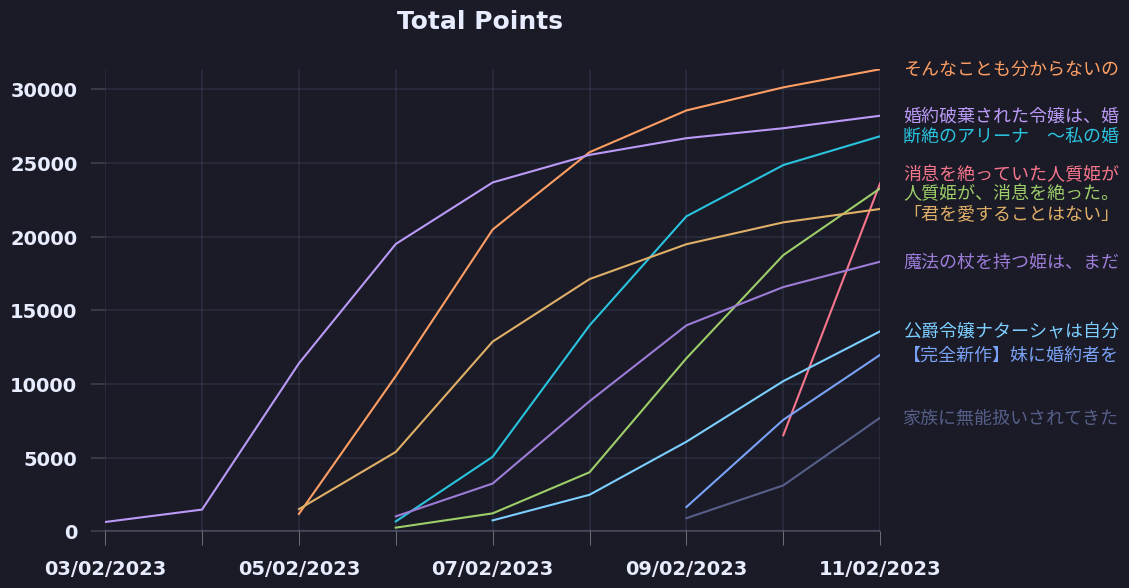 Total Points
30000
25000
20000
15000
10000
5000
0
03/02/2023
05/02/2023
07/02/2023
09/02/2023
11/02/2023
そんなことも分からないの
婚約破棄された令嬢は、婚
断絶のアリーナ　～私の婚
消息を絶っていた人質姫が
人質姫が、消息を絶った。
「君を愛することはない」
魔法の杖を持つ姫は、まだ
公爵令嬢ナターシャは自分
【完全新作】妹に婚約者を
家族に無能扱いされてきた